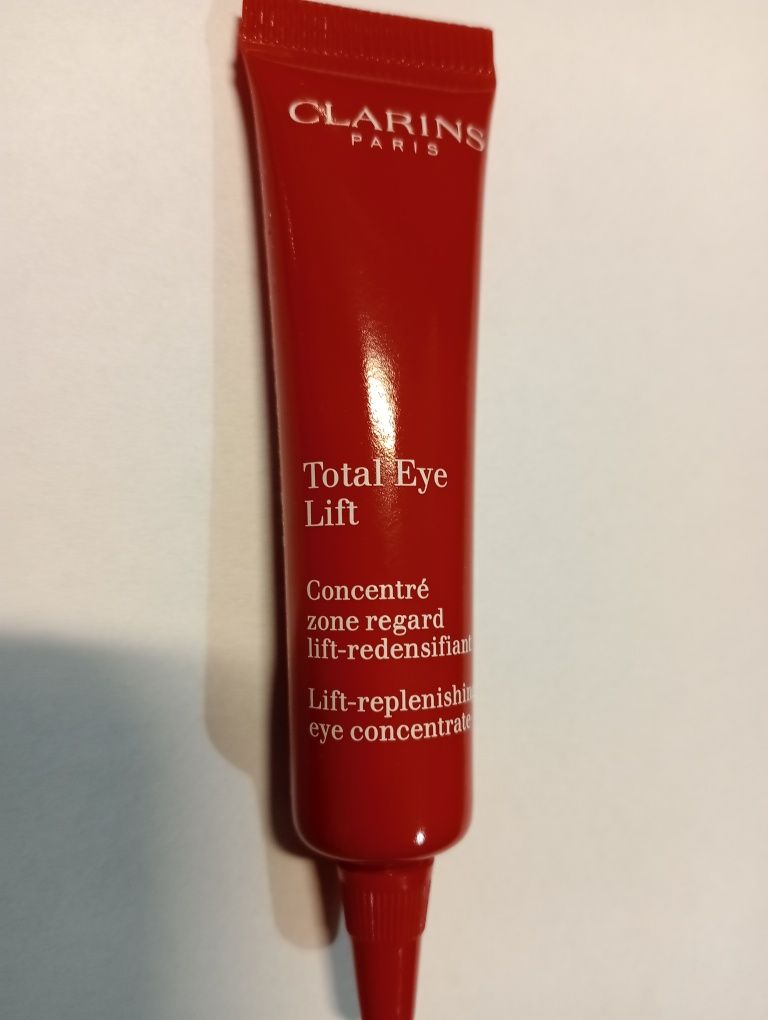 CLARINS
PARIS
Total Eye
Lift
Concentré
zone regard
lift-redensifiant
Lift-replenishin
eye concentrate